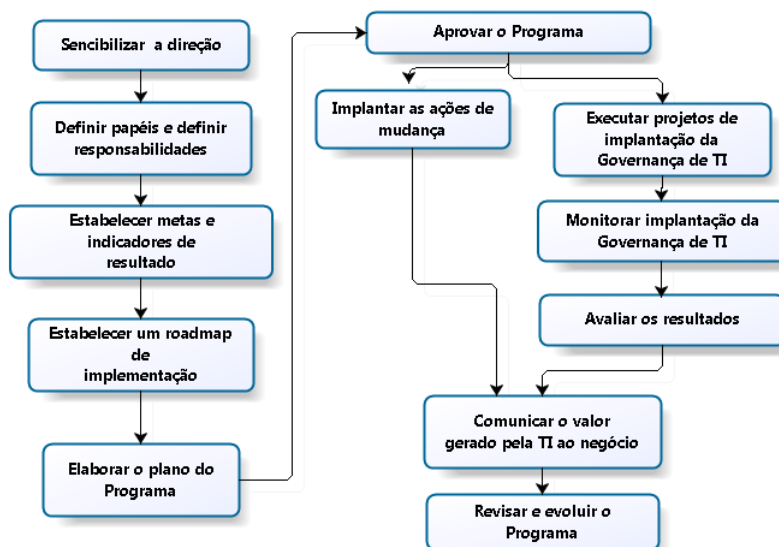 Sencibilizar a direção
Definir papéis e definir
responsabilidades
Estabelecer metas e
indicadores de
resultado
Estabelecer um roadmap
de
implementação
Elaborar o plano do
Programa
Aprovar o Programa
Implantar as ações de
mudança
Executar projetos de
implantação da
Governança de TI
Monitorar implantação da
Governança de TI
Avaliar os resultados
Comunicar o valor
gerado pela TI ao negócio
Revisar e evoluir o
Programa